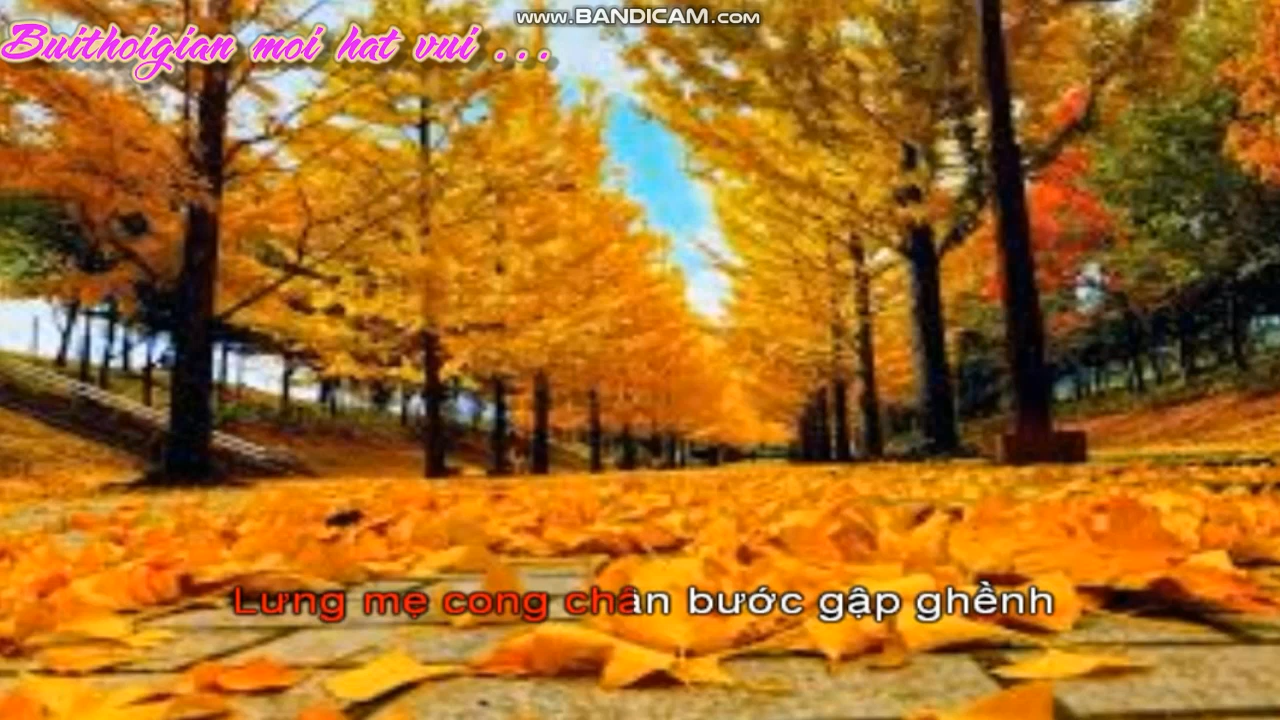 www.BANDICAM.com
Buithoigian moi hat vui ...
Lưng mẹ cong chân bước gập ghềnh